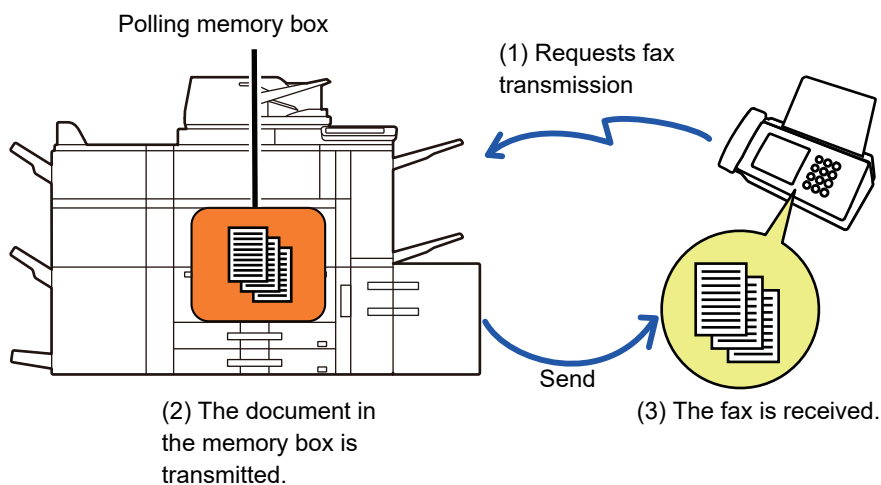 Polling memory box
(1) Requests fax
transmission
Send
(2) The document in
the memory box is
transmitted.
(3) The fax is received.